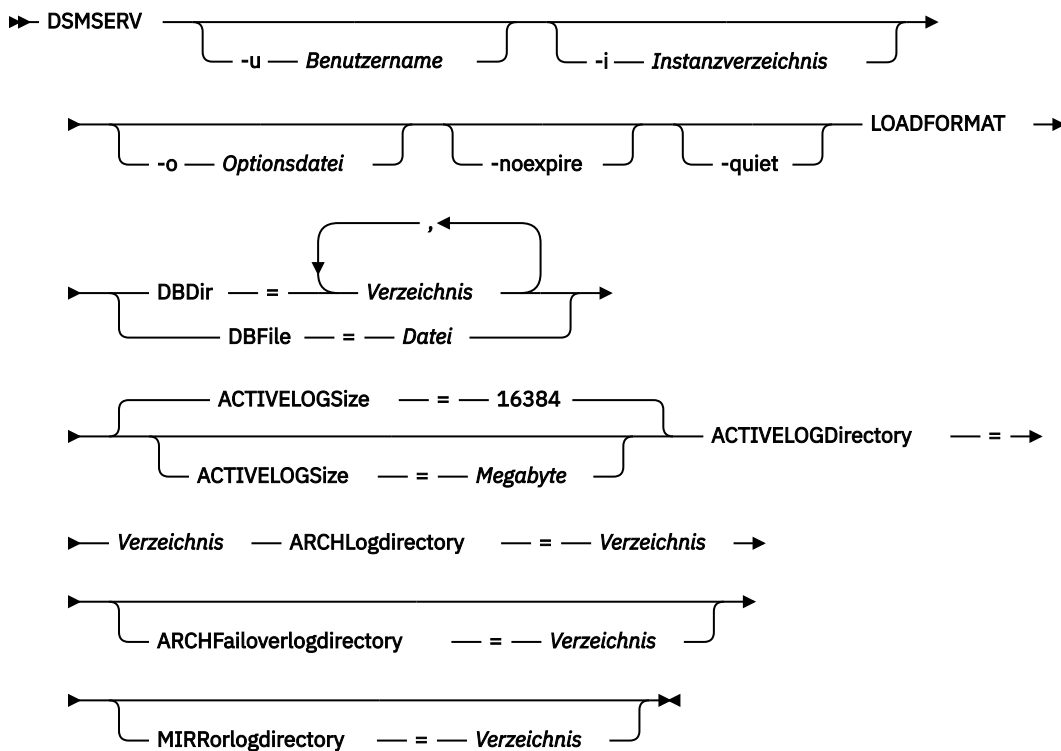 DSMSERV
-u Benutzername -i Instanzverzeichnis
LOADFORMAT
-o Optionsdatei -noexpire -quiet
,
DBDir = Verzeichnis
DBFile = Datei
ACTIVELOGSize = 16384
ACTIVELOGDirectory =
ACTIVELOGSize = Megabyte
Verzeichnis ARCHLogdirectory = Verzeichnis
ARCHFailoverlogdirectory = Verzeichnis
MIRRorlogdirectory = Verzeichnis